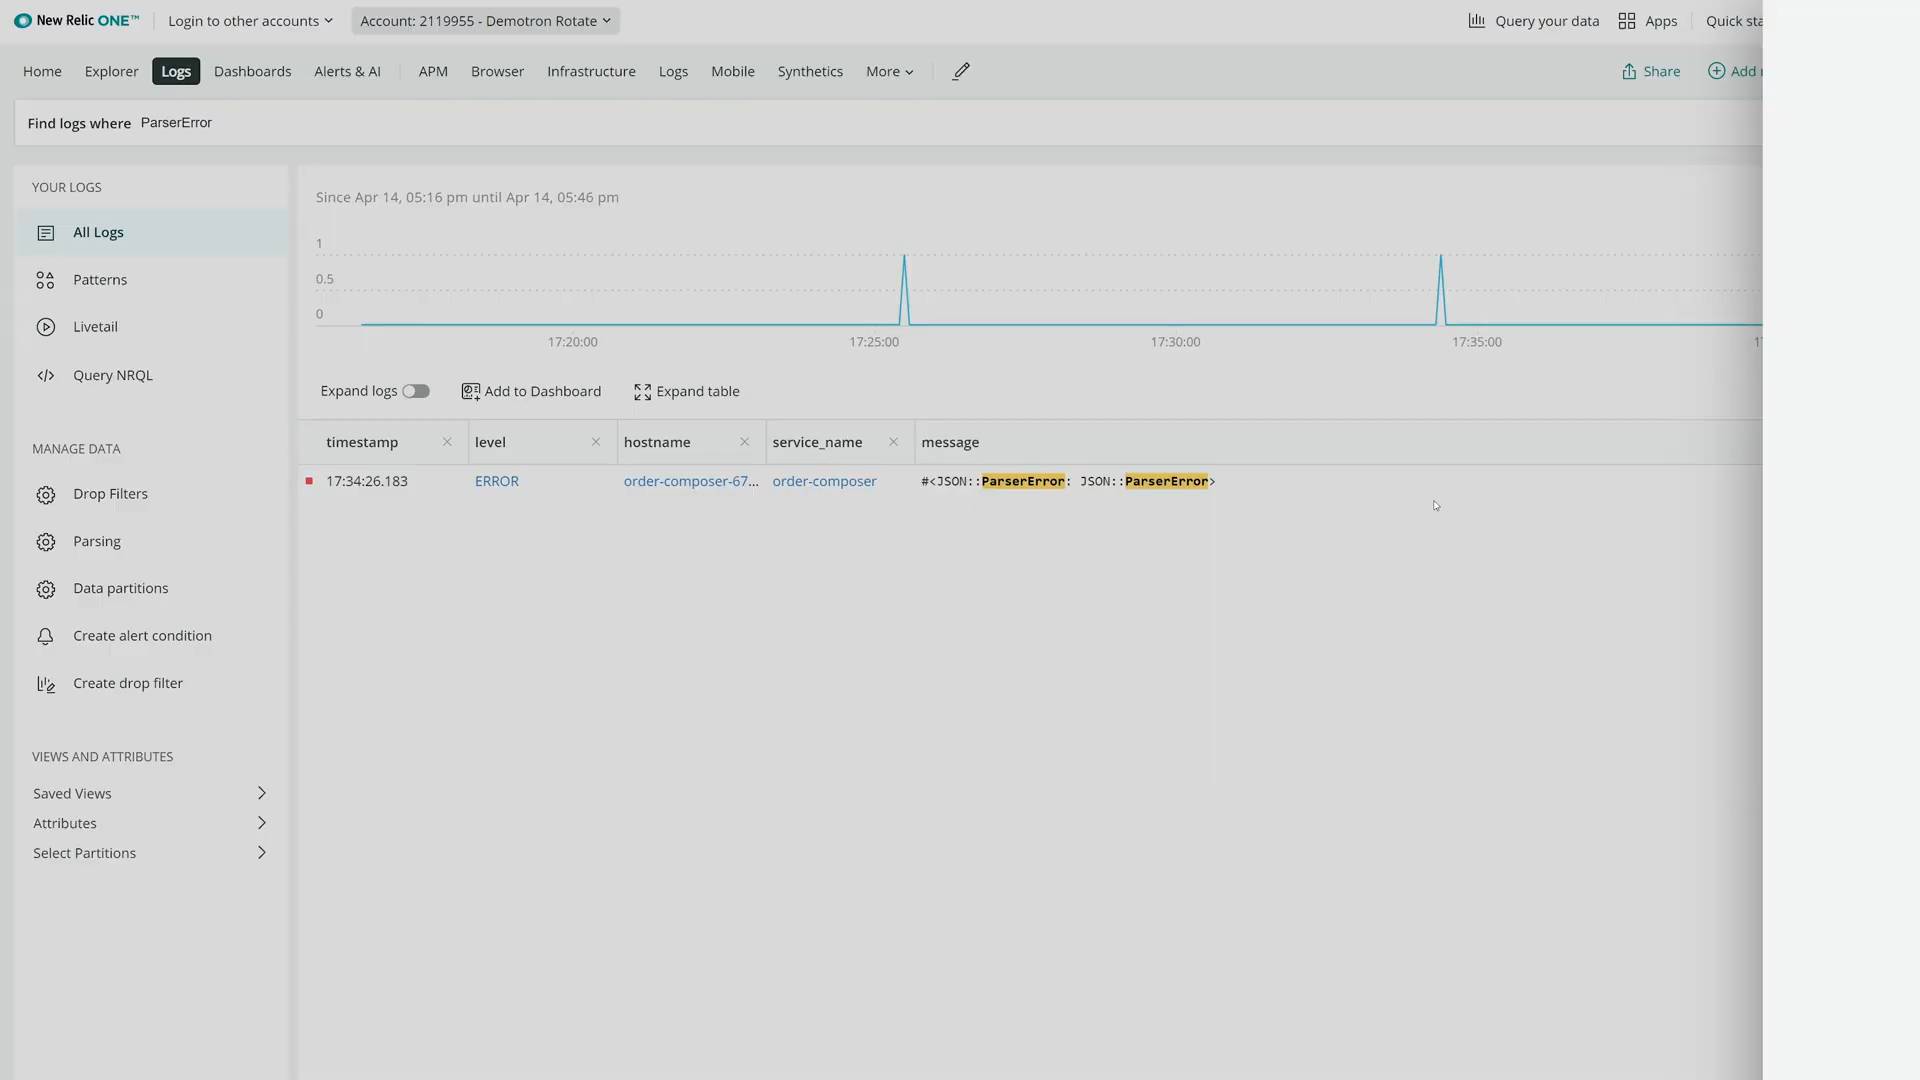 New Relic ONE™ Login to other accounts Account: 2119955 - Demotron Rotate Query your data Apps Quick sta
Home Explorer Logs Dashboards Alerts & AI APM Browser Infrastructure Logs Mobile Synthetics More Share Add
Find logs where ParserError
YOUR LOGS
All Logs
Patterns
Livetail
Query NRQL
MANAGE DATA
Drop Filters
Parsing
Data partitions
Create alert condition
Create drop filter
VIEWS AND ATTRIBUTES
Saved Views
Attributes
Select Partitions
Since Apr 14, 05:16 pm until Apr 14, 05:46 pm
1
0.5
0
17:20:00 17:25:00 17:30:00 17:35:00
Expand logs Add to Dashboard Expand table
timestamp level hostname service_name message
17:34:26.183 ERROR order-composer-67... order-composer #<JSON::ParserError: JSON::ParserError>